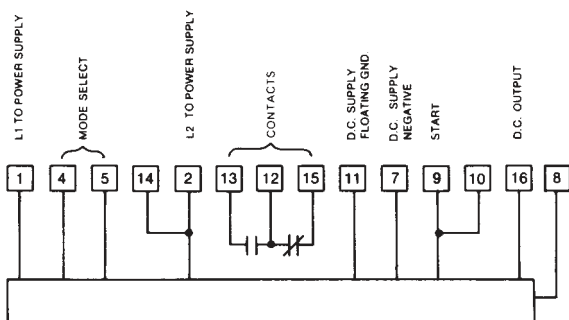 L1 TO POWER SUPPLY
MODE SELECT
L2 TO POWER SUPPLY
CONTACTS
D.C. SUPPLY
FLOATING GND
D.C. SUPPLY
NEGATIVE
START
D.C. OUTPUT
1 4 5 14 2 13 12 15 11 7 9 10 16 8